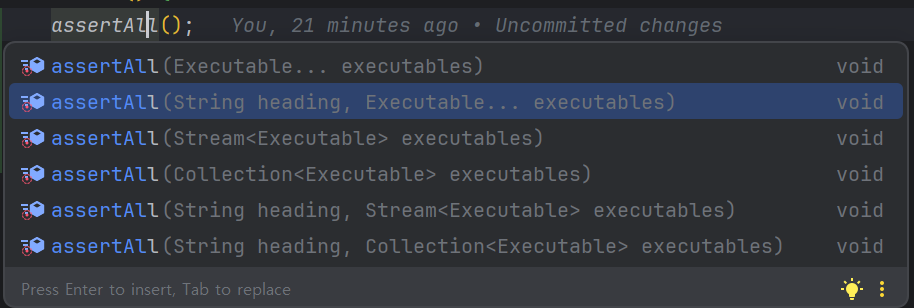 assertAll(); You, 21 minutes ago • Uncommitted changes
assertAll(Executable... executables) void
assertAll(String heading, Executable... executables) void
assertAll(Stream<Executable> executables) void
assertAll(Collection<Executable> executables) void
assertAll(String heading, Stream<Executable> executables) void
assertAll(String heading, Collection<Executable> executables) void
Press Enter to insert, Tab to replace